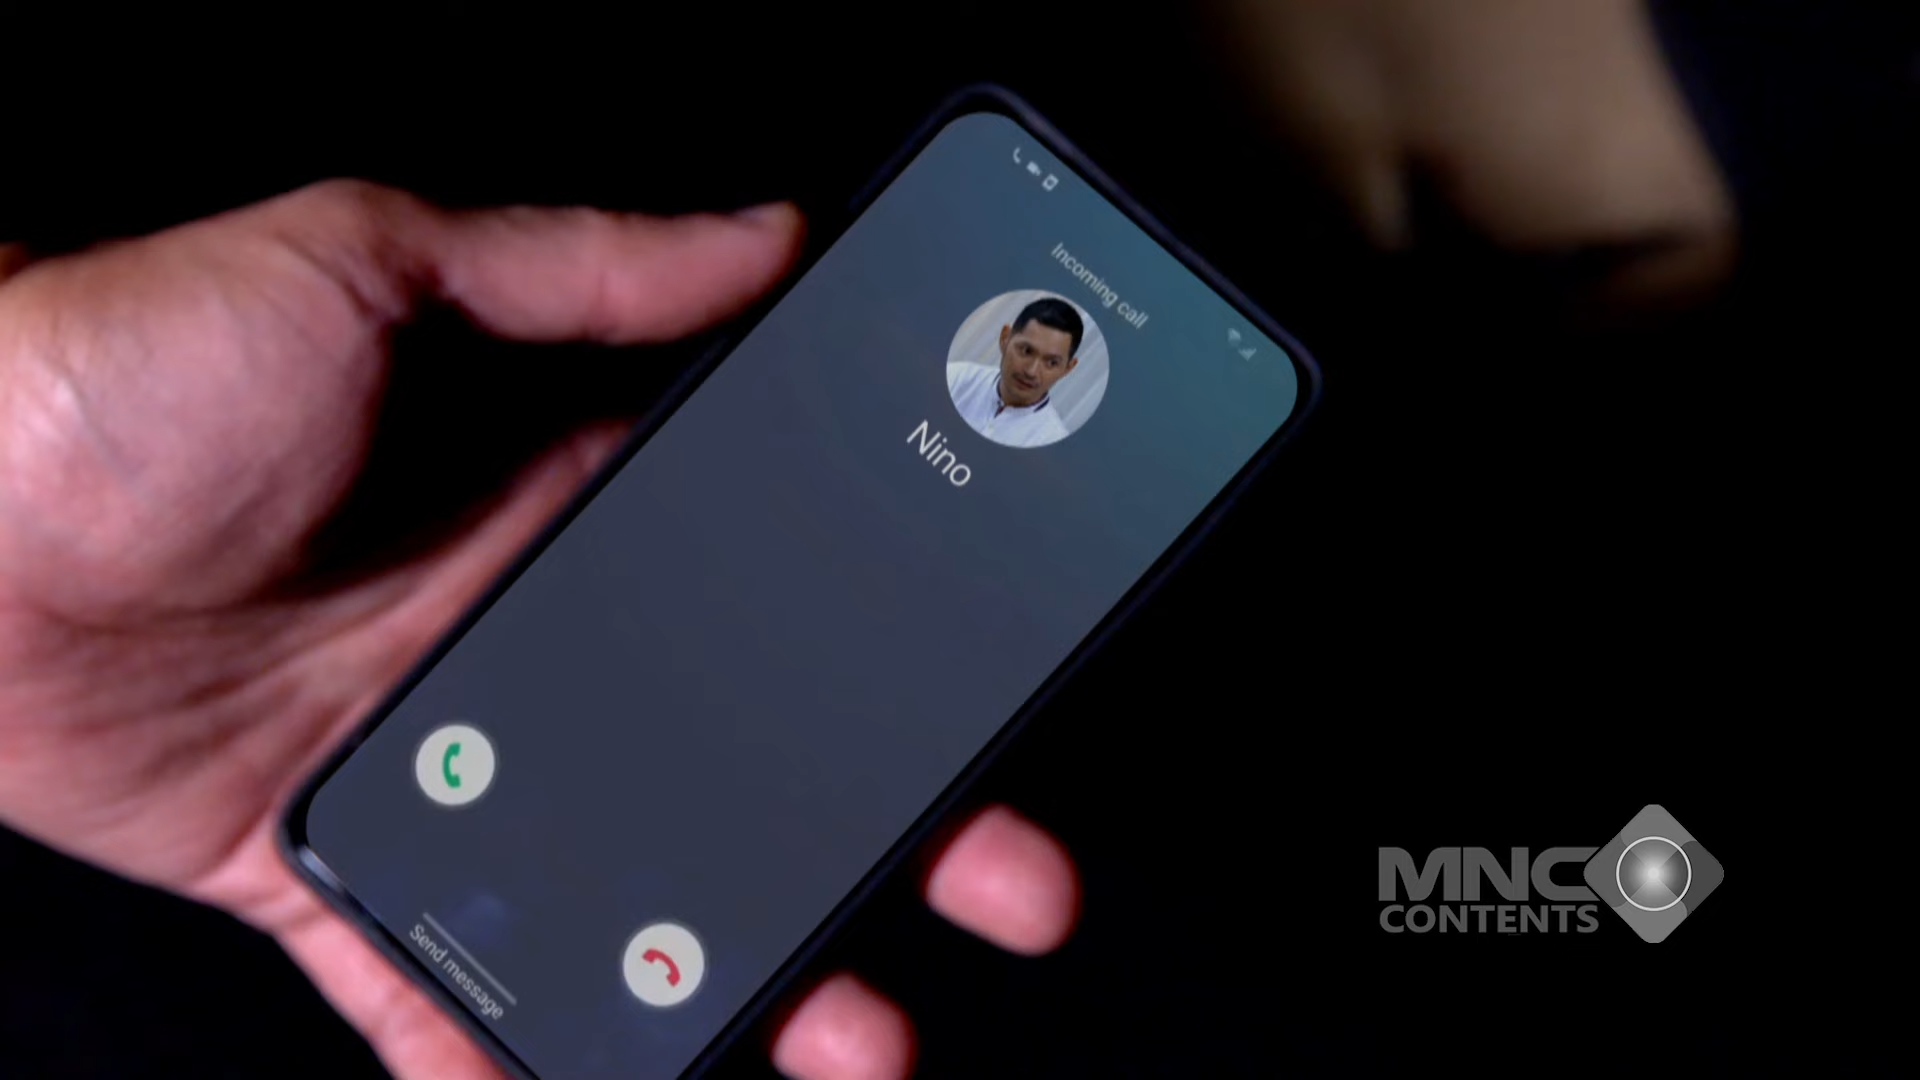 Incoming call
Nino
Send message
MNC
CONTENTS